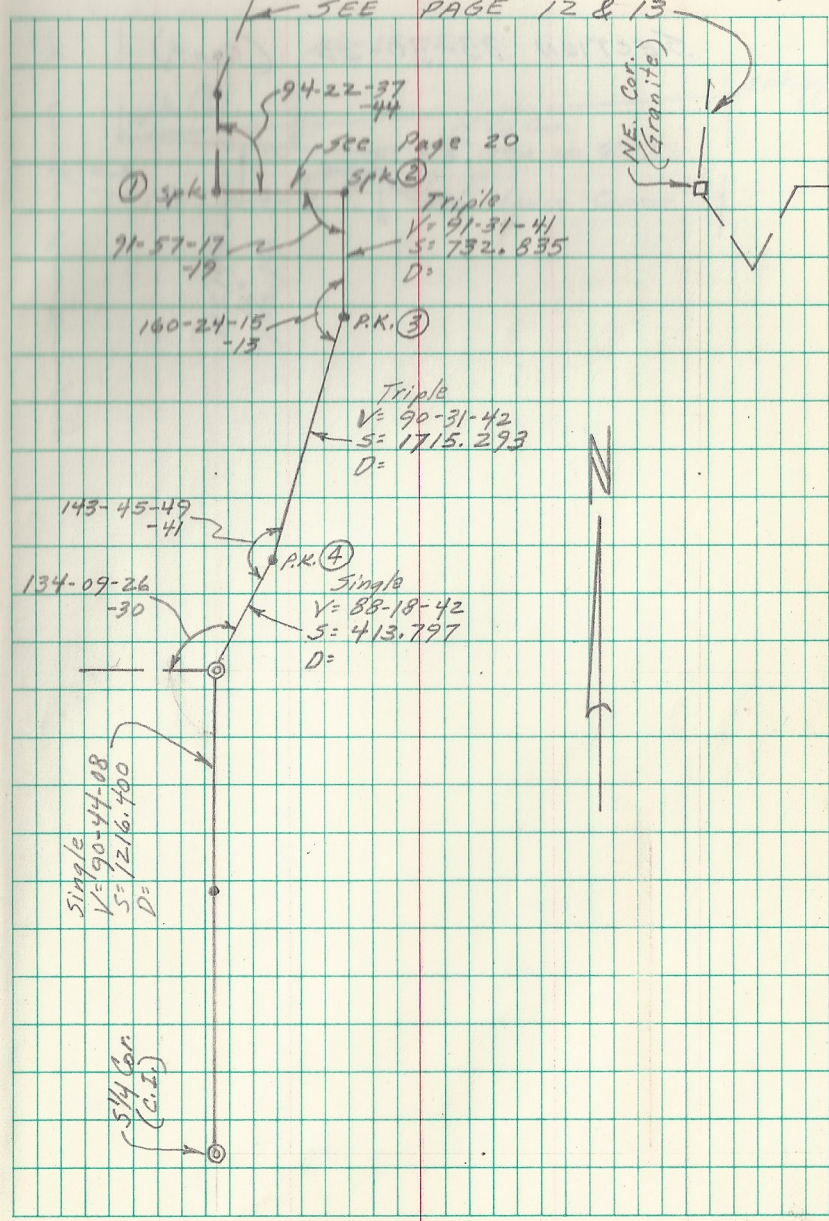 SEE PAGE 12 & 13
94-22-37
-44
NE. Cor.
(Granite)
See Page 20
① Spk
Spk ②
91-57-17
-19
Triple
V= 91-31-41
S= 732.835
D=
160-24-15
-13
P.K. ③
Triple
V= 90-31-42
S= 1715.293
D=
N
143-45-49
-41
P.K. ④
134-09-26
-30
Single
V= 88-18-42
S= 413.797
D=
Single
V= 90-44-08
S= 1216.400
D=
S1/4 Cor.
(C.I.)